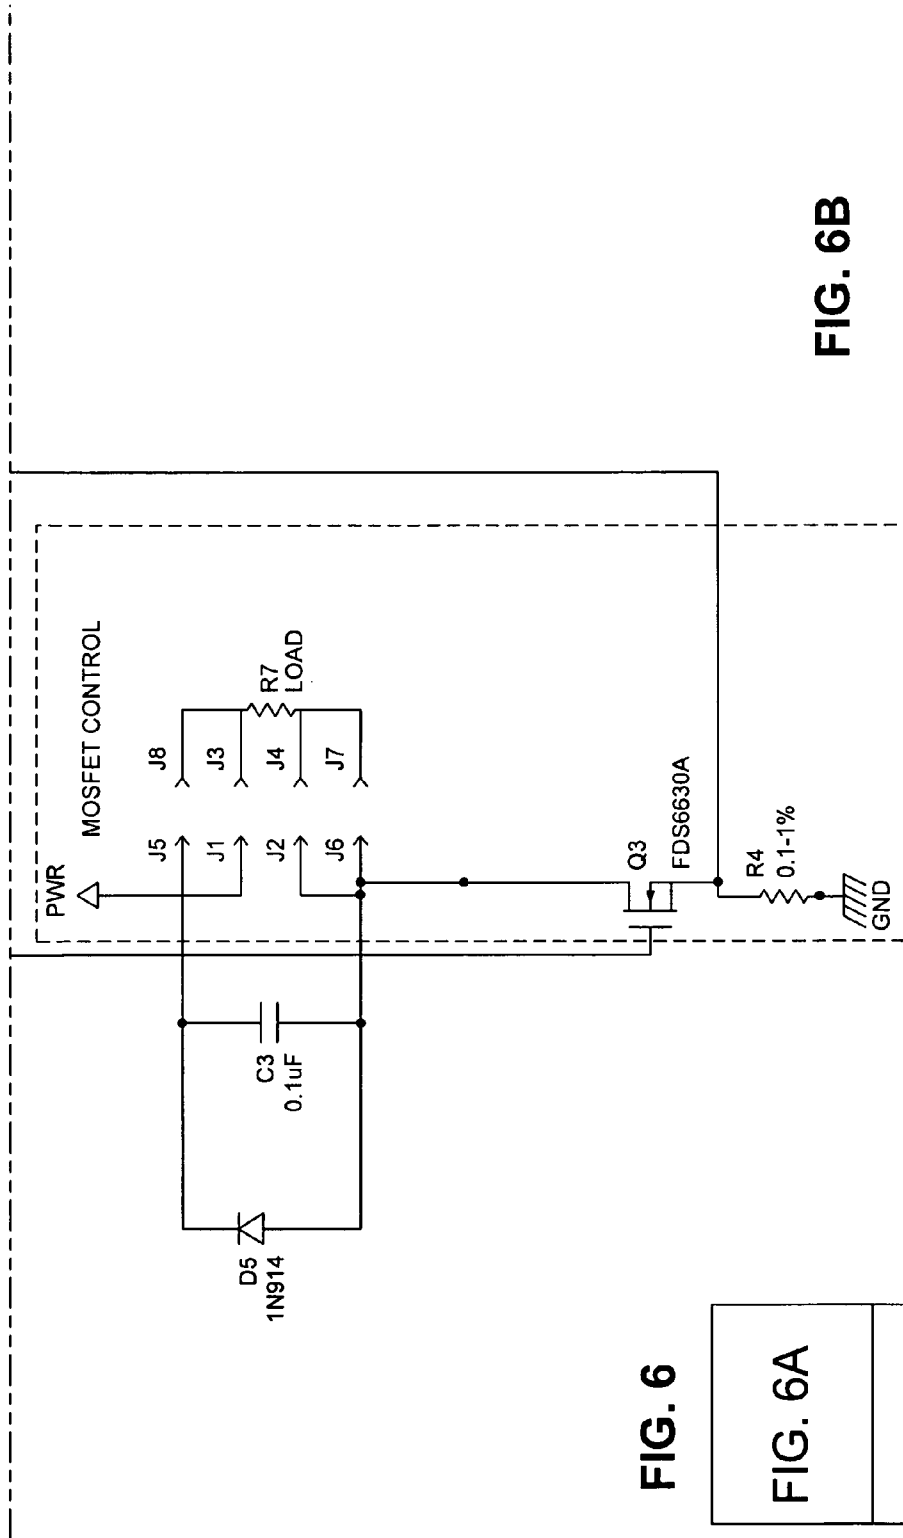 MOSFET CONTROL
PWR
J5
J8
J1
J3
J2
J4
J6
J7
R7
LOAD
C3
0.1uF
D5
1N914
Q3
FDS6630A
R4
0.1-1%
GND
FIG. 6B
FIG. 6
FIG. 6A